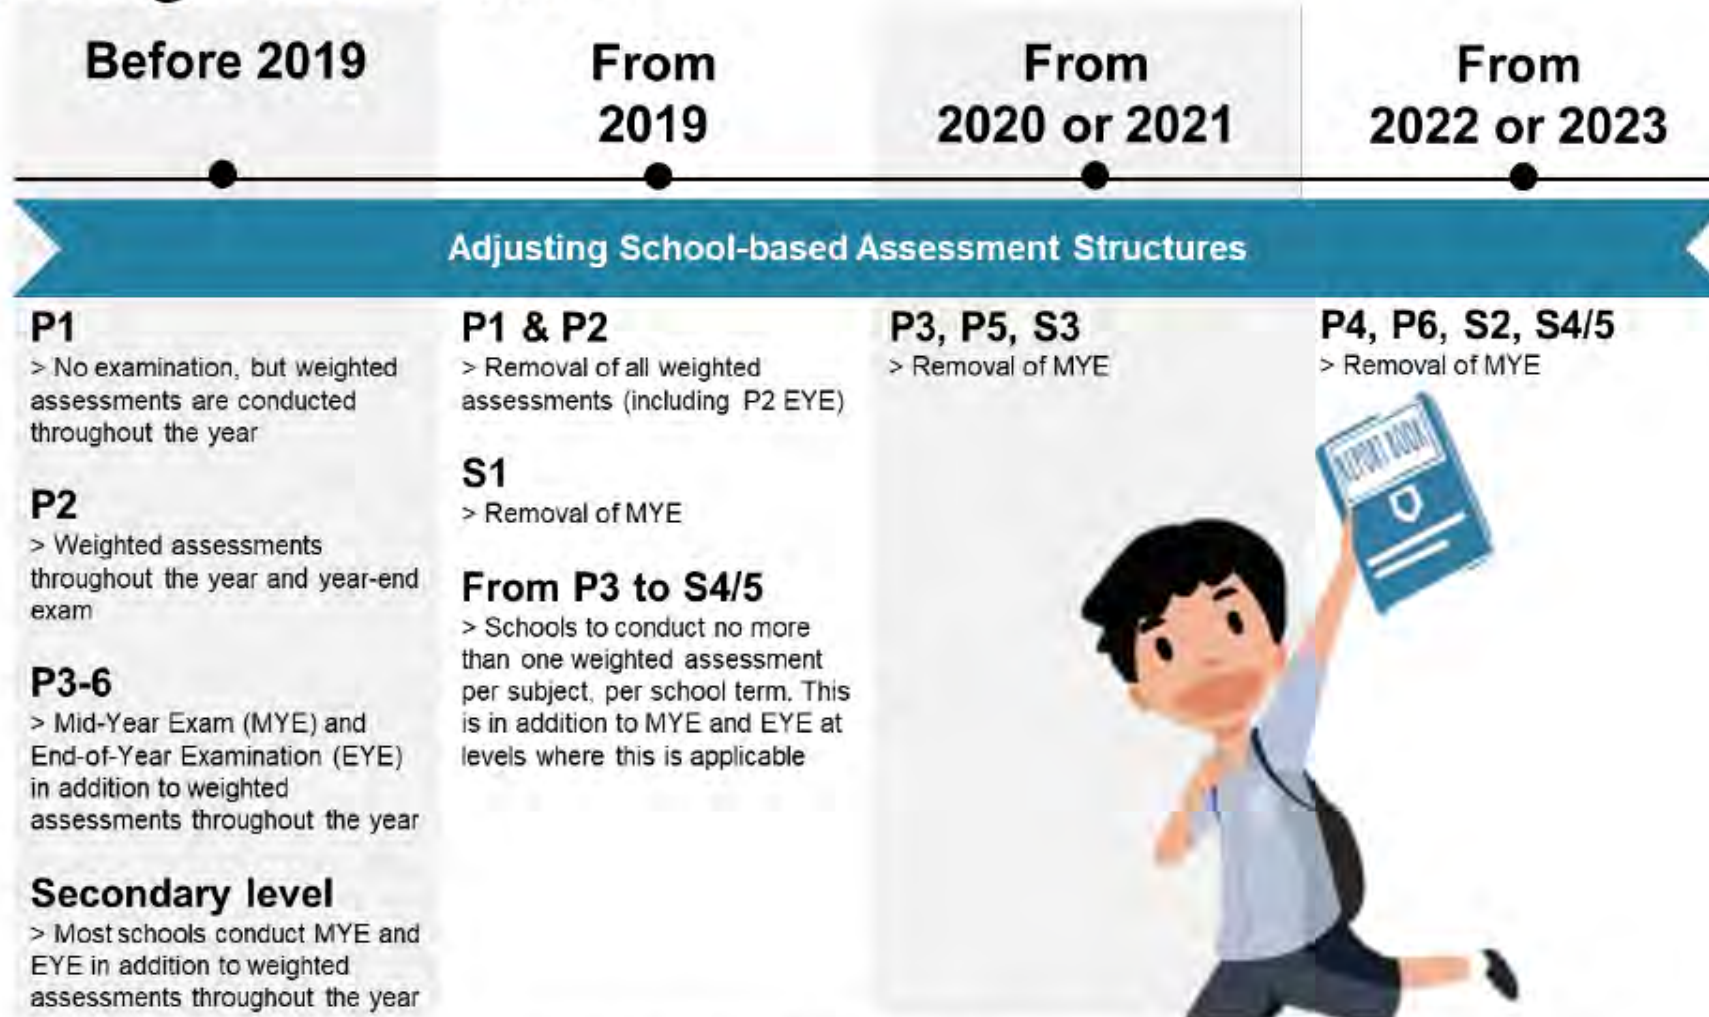 Before 2019
From
2019
From
2020 or 2021
From
2022 or 2023
Adjusting School-based Assessment Structures
P1
> No examination, but weighted
assessments are conducted
throughout the year
P2
> Weighted assessments
throughout the year and year-end
exam
P3-6
> Mid-Year Exam (MYE) and
End-of-Year Examination (EYE)
in addition to weighted
assessments throughout the year
Secondary level
> Most schools conduct MYE and
EYE in addition to weighted
assessments throughout the year
P1 & P2
> Removal of all weighted
assessments (including P2 EYE)
S1
> Removal of MYE
From P3 to S4/5
> Schools to conduct no more
than one weighted assessment
per subject, per school term. This
is in addition to MYE and EYE at
levels where this is applicable
P3, P5, S3
> Removal of MYE
P4, P6, S2, S4/5
> Removal of MYE
REPORT BOOK